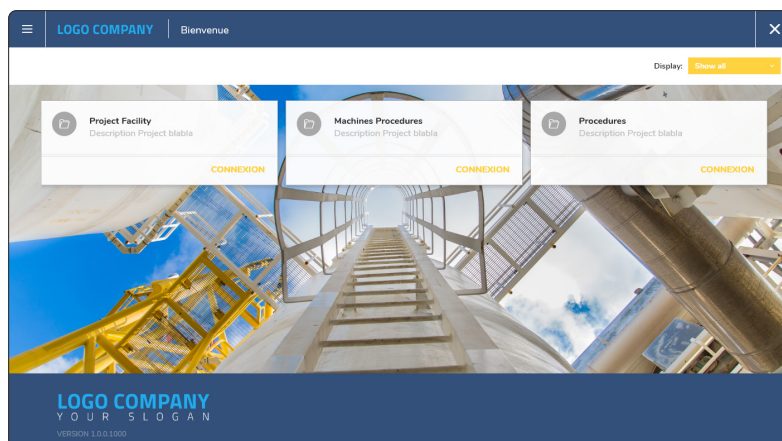 LOGO COMPANY
Bienvenue
Display: Show all
Project Facility
Description Project blabla
CONNEXION
Machines Procedures
Description Project blabla
CONNEXION
Procedures
Description Project blabla
CONNEXION
LOGO COMPANY
YOUR SLOGAN
VERSION 1.0.0.1000